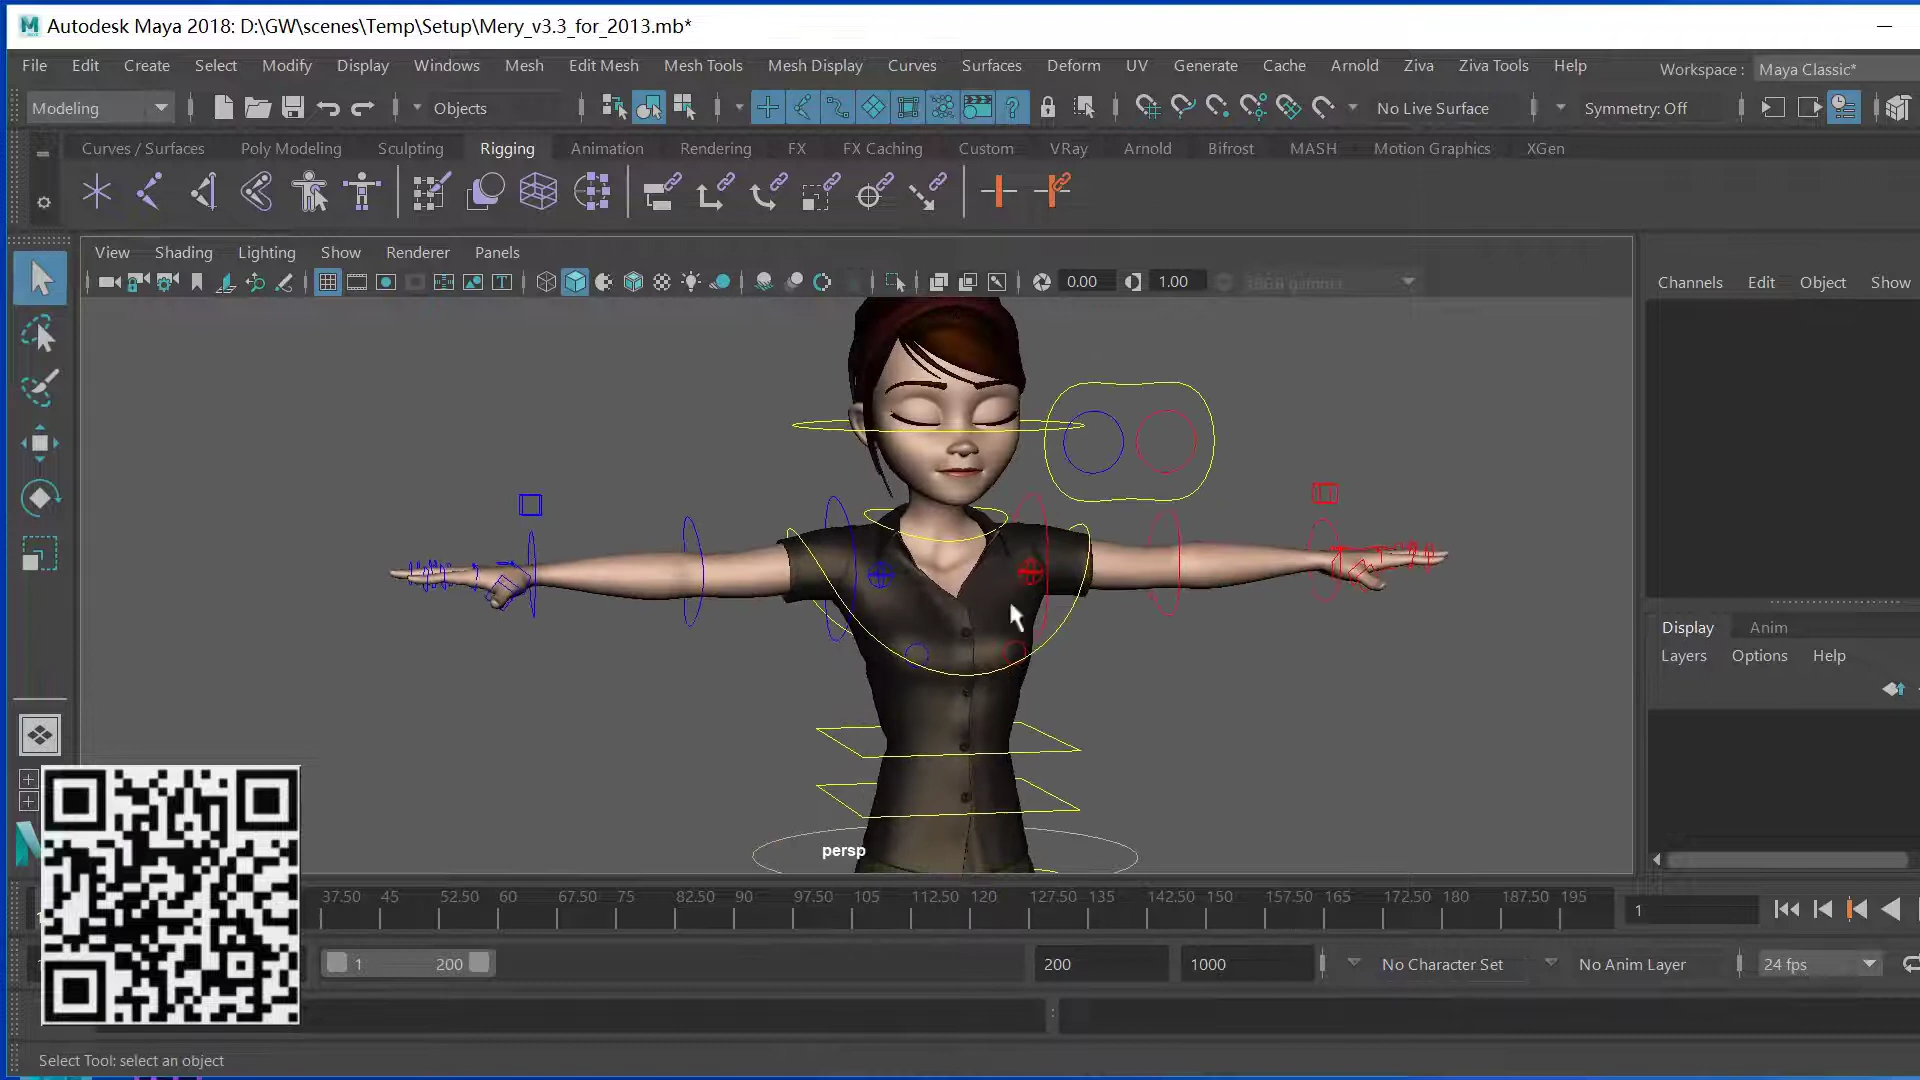 Autodesk Maya 2018: D:\GW\scenes\Temp\Setup\Mery_v3.3_for_2013.mb*
File Edit Create Select Modify Display Windows Mesh Edit Mesh Mesh Tools Mesh Display Curves Surfaces Deform UV Generate Cache Arnold Ziva Ziva Tools Help Workspace : Maya Classic*
Modeling Objects No Live Surface Symmetry: Off
Curves / Surfaces Poly Modeling Sculpting Rigging Animation Rendering FX FX Caching Custom VRay Arnold Bifrost MASH Motion Graphics XGen
View Shading Lighting Show Renderer Panels
0.00 1.00
Channels Edit Object Show
Display Anim
Layers Options Help
persp
37.50 45 52.50 60 67.50 75 82.50 90 97.50 105 112.50 120 127.50 135 142.50 150 157.50 165 172.50 180 187.50 195 1
1 200 200 1000 No Character Set No Anim Layer 24 fps
Select Tool: select an object